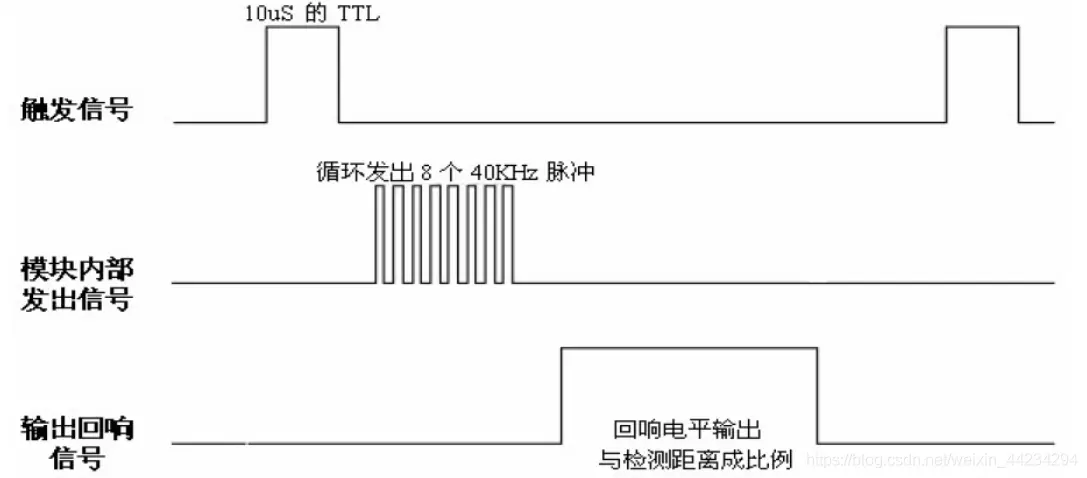 10uS 的 TTL
触发信号
循环发出 8 个 40KHz 脉冲
模块内部
发出信号
输出回响
信号
回响电平输出
与检测距离成比例
https://blog.csdn.net/weixin_44234294